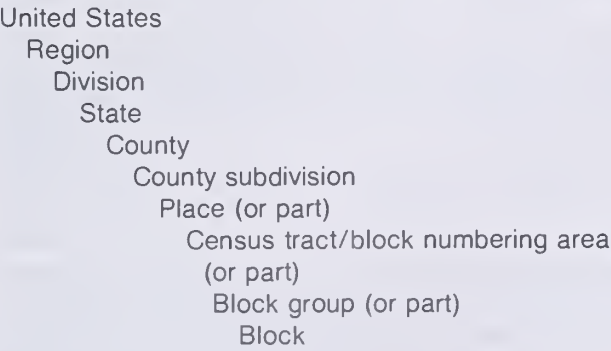 United States
Region
Division
State
County
County subdivision
Place (or part)
Census tract/block numbering area
(or part)
Block group (or part)
Block